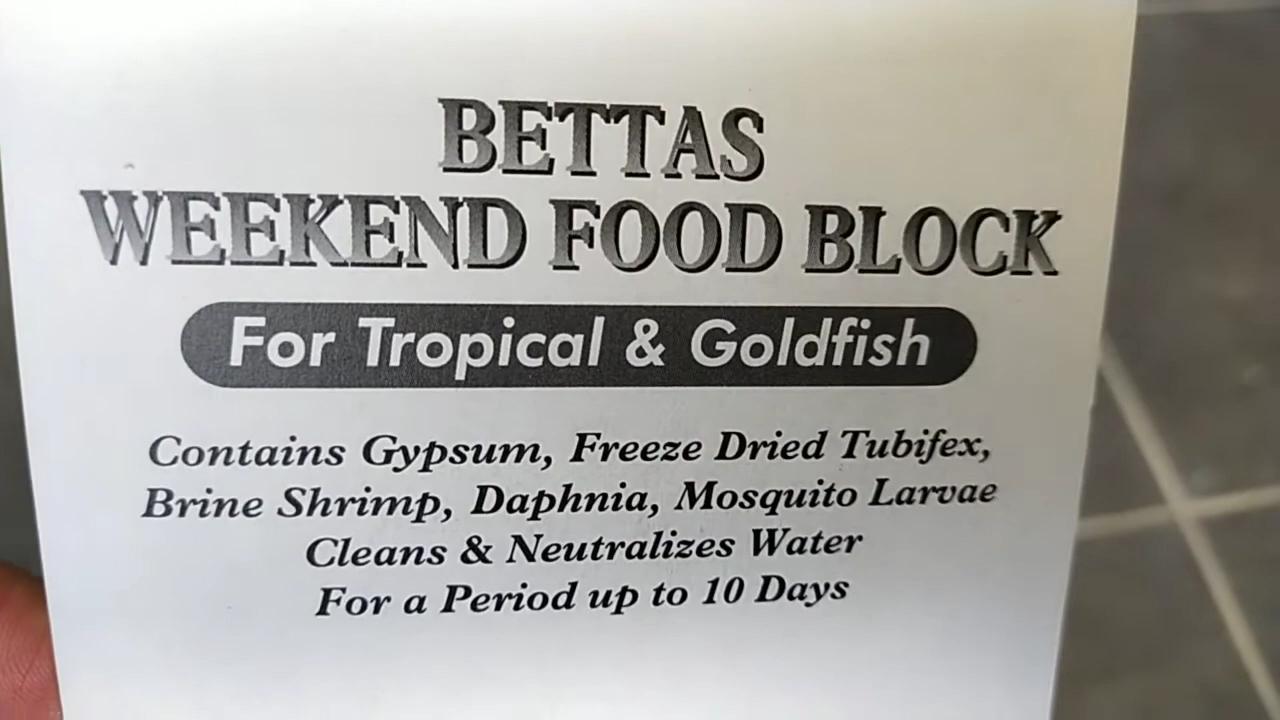 BETTAS
WEEKEND FOOD BLOCK
For Tropical & Goldfish
Contains Gypsum, Freeze Dried Tubifex,
Brine Shrimp, Daphnia, Mosquito Larvae
Cleans & Neutralizes Water
For a Period up to 10 Days